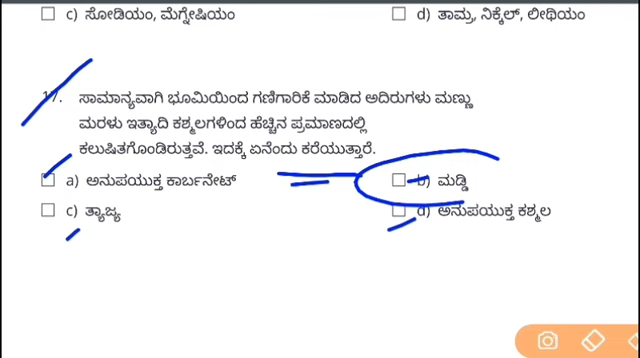 c) ಸೋಡಿಯಂ, ಮೆಗ್ನೇಷಿಯಂ d) ತಾಮ್ರ, ನಿಕ್ಕೆಲ್, ಲೀಥಿಯಂ
17. ಸಾಮಾನ್ಯವಾಗಿ ಭೂಮಿಯಿಂದ ಗಣಿಗಾರಿಕೆ ಮಾಡಿದ ಅದಿರುಗಳು ಮಣ್ಣು
ಮರಳು ಇತ್ಯಾದಿ ಕಶ್ಮಲಗಳಿಂದ ಹೆಚ್ಚಿನ ಪ್ರಮಾಣದಲ್ಲಿ
ಕಲುಷಿತಗೊಂಡಿರುತ್ತವೆ. ಇದಕ್ಕೆ ಏನೆಂದು ಕರೆಯುತ್ತಾರೆ.
a) ಅನುಪಯುಕ್ತ ಕಾರ್ಬನೇಟ್ b) ಮಡ್ಡಿ
c) ತ್ಯಾಜ್ಯ d) ಅನುಪಯುಕ್ತ ಕಶ್ಮಲ